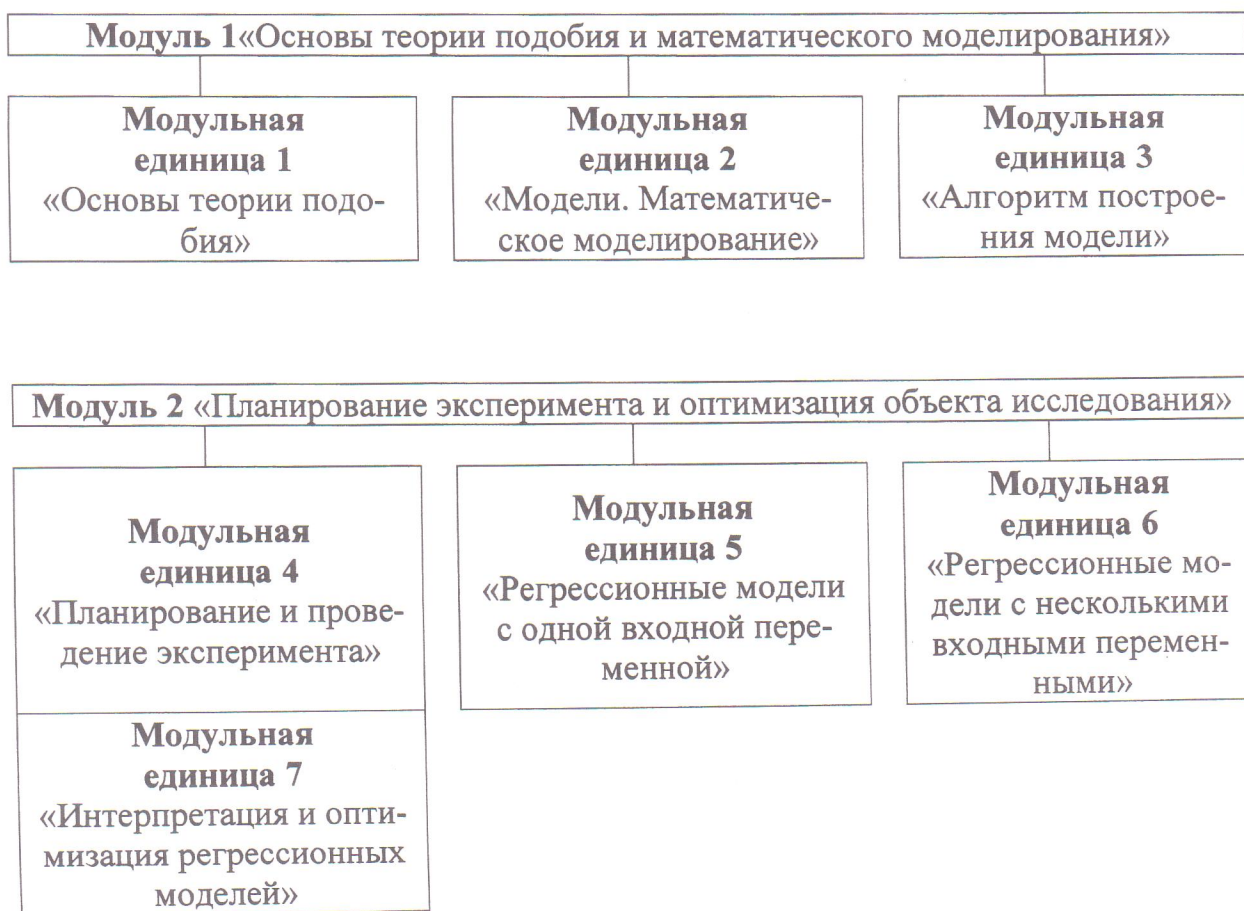 Модуль 1«Основы теории подобия и математического моделирования»
Модульная
единица 1
«Основы теории подо-
бия»
Модульная
единица 2
«Модели. Математиче-
ское моделирование»
Модульная
единица 3
«Алгоритм построе-
ния модели»
Модуль 2 «Планирование эксперимента и оптимизация объекта исследования»
Модульная
единица 4
«Планирование и прове-
дение эксперимента»
Модульная
единица 5
«Регрессионные модели
с одной входной пере-
менной»
Модульная
единица 6
«Регрессионные мо-
дели с несколькими
входными перемен-
ными»
Модульная
единица 7
«Интерпретация и опти-
мизация регрессионных
моделей»